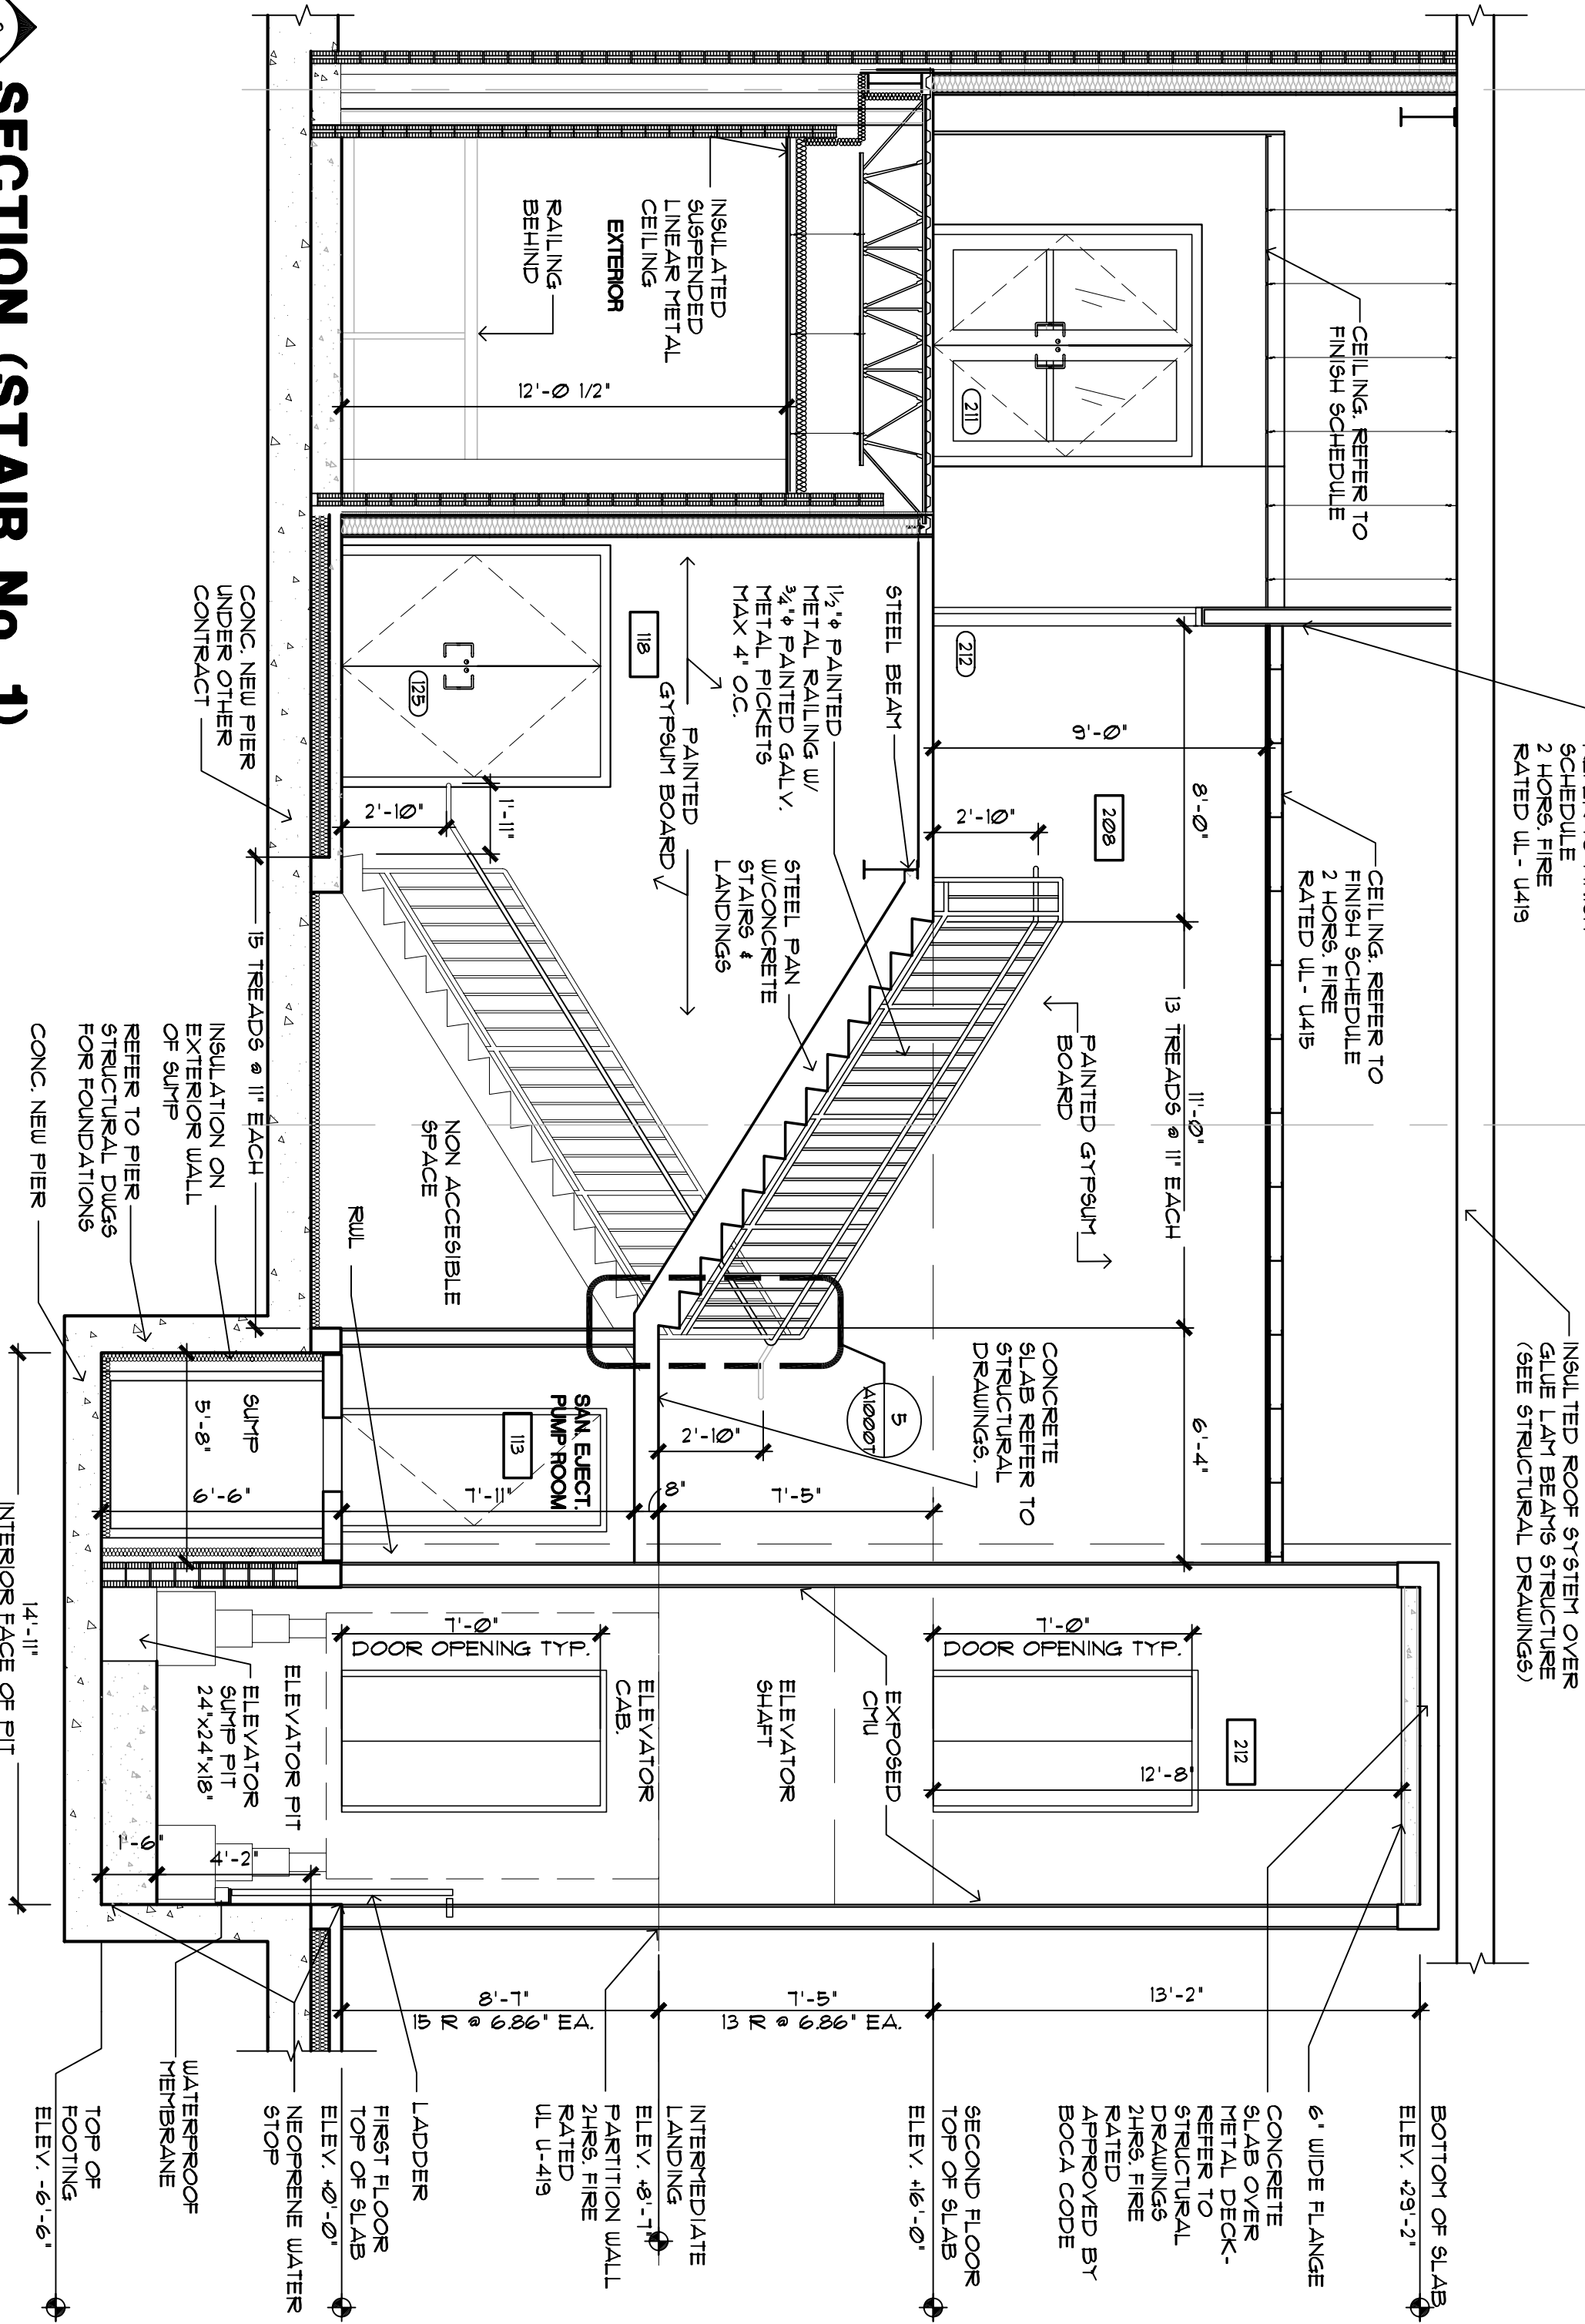 SECTION (STAIR No. 1)
SCHEDULE
2 HORS. FIRE
RATED UL - U419
INSULTED ROOF SYSTEM OVER
GLUE LAM BEAMS STRUCTURE
(SEE STRUCTURAL DRAWINGS)
CEILING, REFER TO
FINISH SCHEDULE
CEILING, REFER TO
FINISH SCHEDULE
2 HORS. FIRE
RATED UL - U415
211
212
9'-0"
8'-0"
208
2'-10"
11'-0"
13 TREADS @ 11" EACH
6'-4"
PAINTED GYPSUM
BOARD
INSULATED
SUSPENDED
LINEAR METAL
CEILING
EXTERIOR
RAILING
BEHIND
12'-0 1/2"
STEEL BEAM
1 1/2"ϕ PAINTED
METAL RAILING W/
3/4"ϕ PAINTED GALV.
METAL PICKETS
MAX 4" O.C.
118
125
PAINTED
GYPSUM BOARD
STEEL PAN
W/CONCRETE
STAIRS &
LANDINGS
1'-11"
2'-10"
CONCRETE
SLAB REFER TO
STRUCTURAL
DRAWINGS.
5
A1000T
2'-10"
8"
7'-5"
NON ACCESIBLE
SPACE
RWL
SAN. EJECT.
PUMP ROOM
113
7'-11"
6'-6"
SUMP
5'-8"
CONC. NEW PIER
UNDER OTHER
CONTRACT
15 TREADS @ 11" EACH
INSULATION ON
EXTERIOR WALL
OF SUMP
REFER TO PIER
STRUCTURAL DWGS
FOR FOUNDATIONS
CONC. NEW PIER
14'-11"
INTERIOR FACE OF PIT
7'-0"
DOOR OPENING TYP.
7'-0"
DOOR OPENING TYP.
212
12'-8"
EXPOSED
CMU
ELEVATOR
SHAFT
ELEVATOR
CAB.
ELEVATOR PIT
ELEVATOR
SUMP PIT
24"x24"x18"
1'-6"
4'-2"
13'-2"
7'-5"
13 R @ 6.86" EA.
8'-7"
15 R @ 6.86" EA.
BOTTOM OF SLAB
ELEV. +29'-2"
6" WIDE FLANGE
CONCRETE
SLAB OVER
METAL DECK-
REFER TO
STRUCTURAL
DRAWINGS
2HRS. FIRE
RATED
APPROVED BY
BOCA CODE
SECOND FLOOR
TOP OF SLAB
ELEV. +16'-0"
INTERMEDIATE
LANDING
ELEV. +8'-7"
PARTITION WALL
2HRS. FIRE
RATED
UL U-419
LADDER
FIRST FLOOR
TOP OF SLAB
ELEV. +0'-0"
NEOPRENE WATER
STOP
WATERPROOF
MEMBRANE
TOP OF
FOOTING
ELEV. -6'-6"